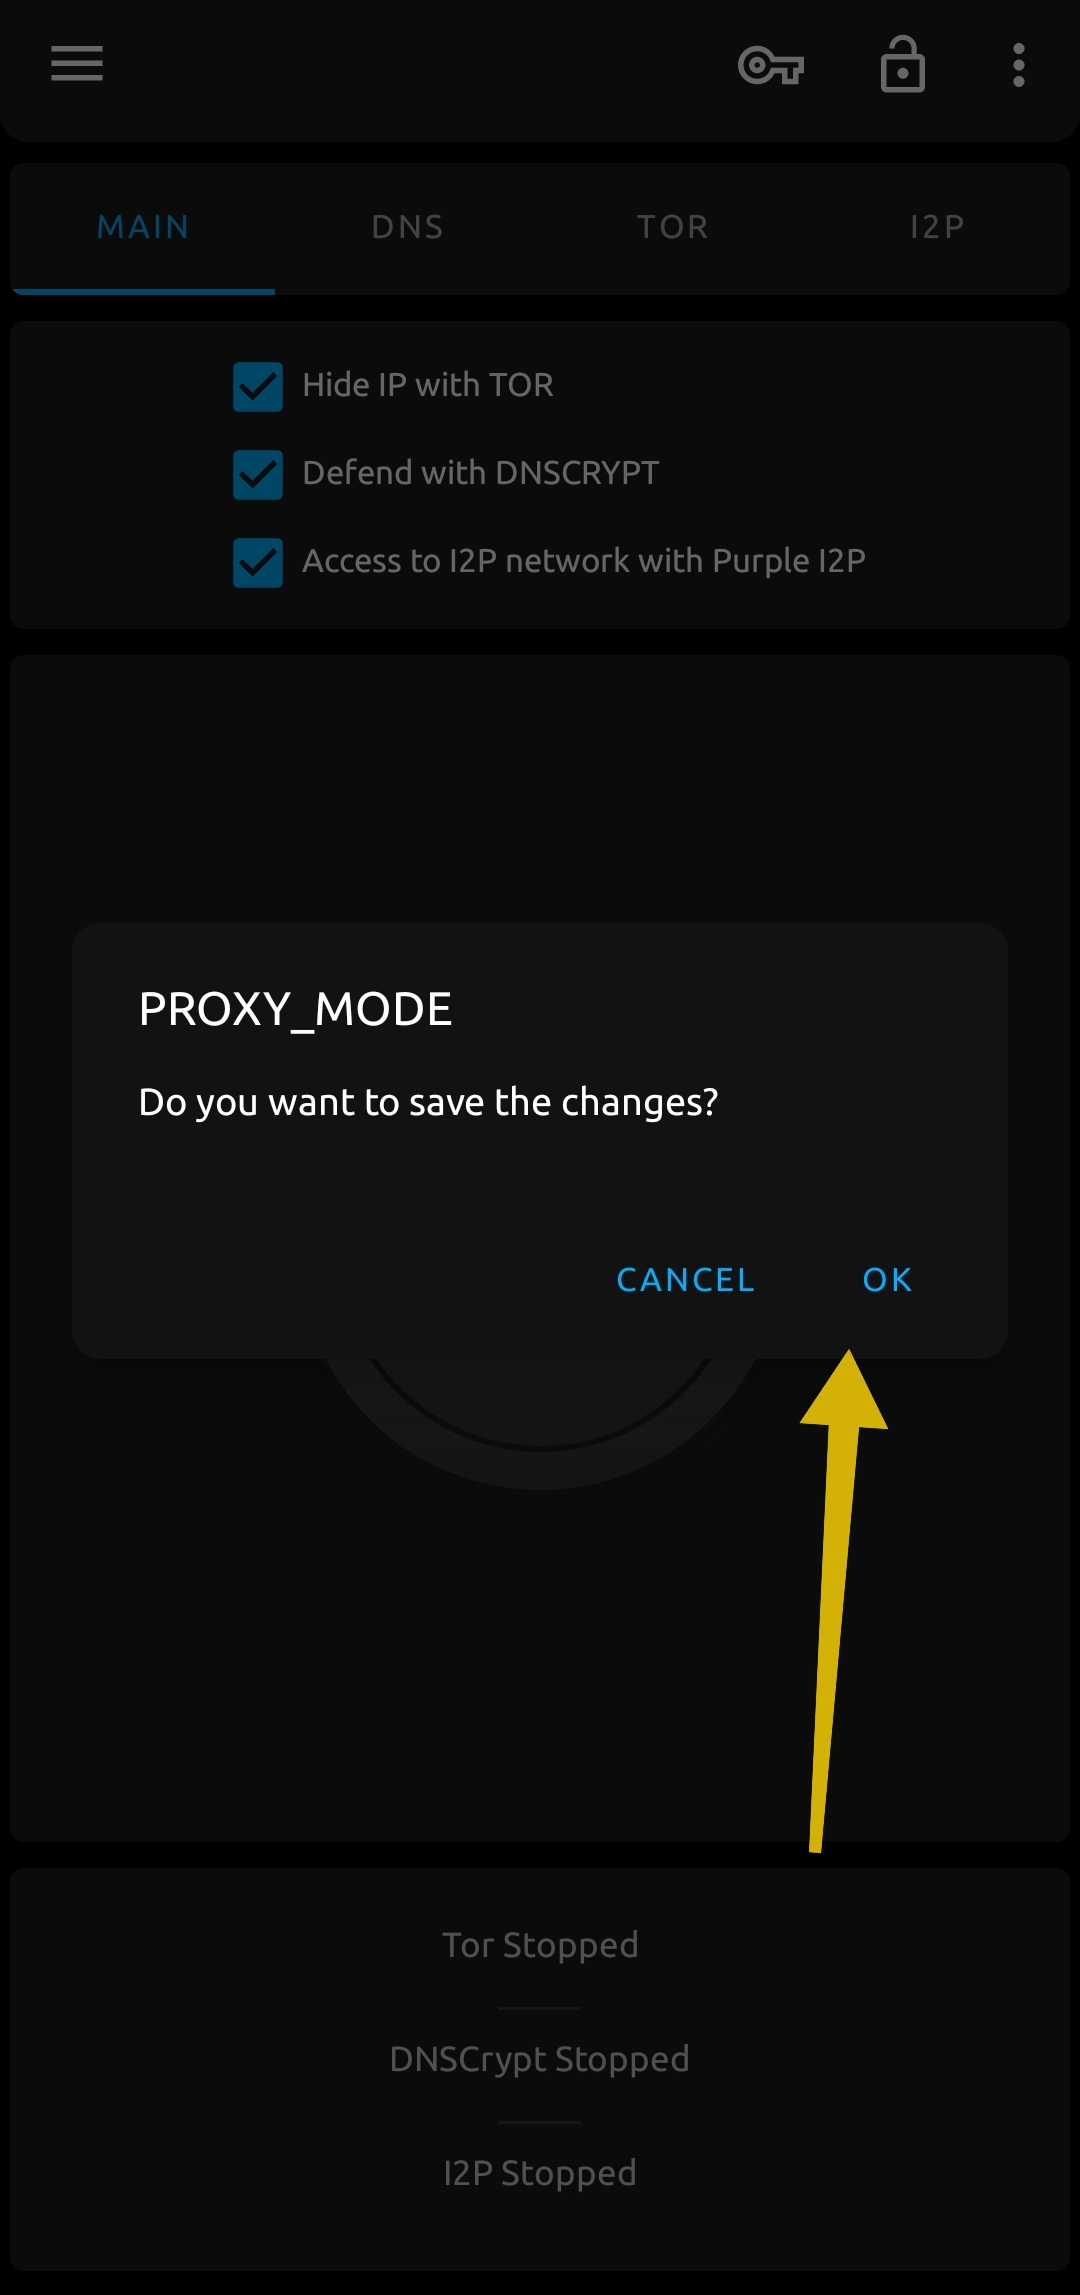 MAIN DNS TOR I2P
Hide IP with TOR
Defend with DNSCRYPT
Access to I2P network with Purple I2P
PROXY_MODE
Do you want to save the changes?
CANCEL OK
Tor Stopped
DNSCrypt Stopped
I2P Stopped